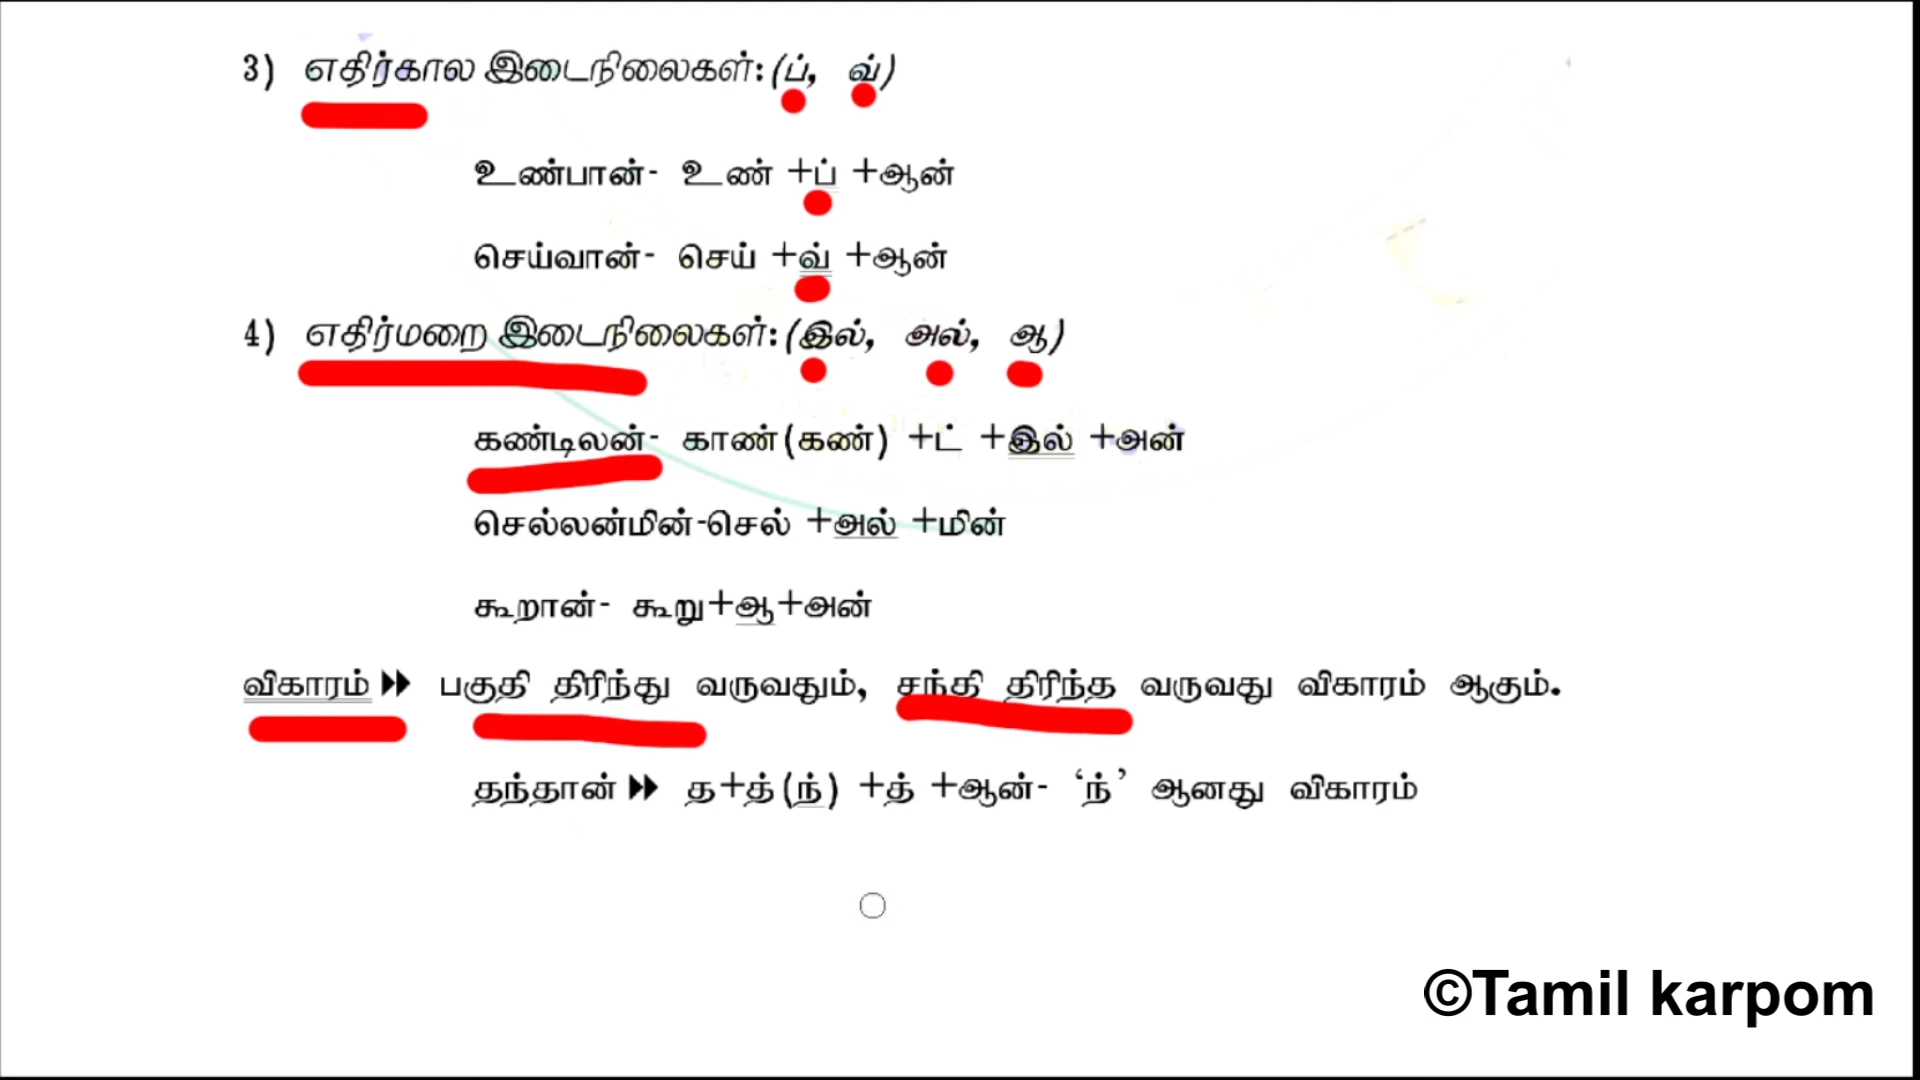 3) எதிர்கால இடைநிலைகள்:(ப், வ்)
உண்பான்- உண் +ப் +ஆன்
செய்வான்- செய் +வ் +ஆன்
4) எதிர்மறை இடைநிலைகள்:(இல், அல், ஆ)
கண்டிலன்- காண்(கண்) +ட் +இல் +அன்
செல்லன்மின்-செல் +அல் +மின்
கூறான்- கூறு+ஆ+அன்
விகாரம் பகுதி திரிந்து வருவதும், சந்தி திரிந்த வருவது விகாரம் ஆகும்.
தந்தான் த+த்(ந்) +த் +ஆன்- ‘ந்’ ஆனது விகாரம்
©Tamil karpom